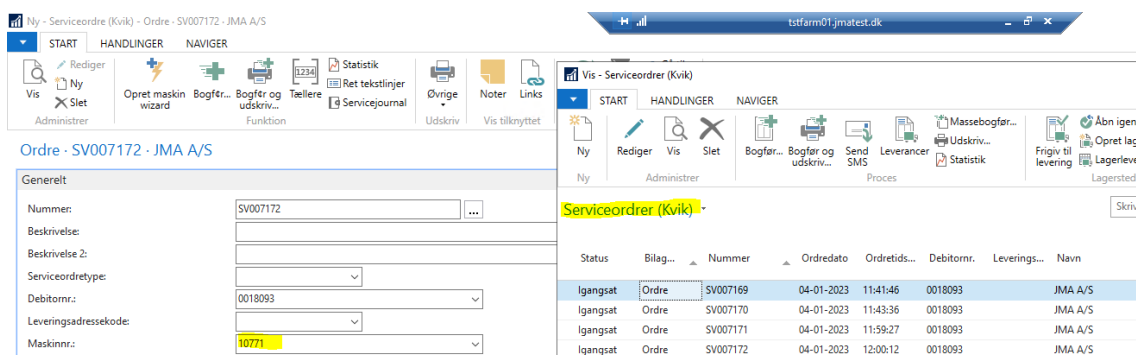 Ny - Serviceordre (Kvik) - Ordre · SV007172 · JMA A/S
START HANDLINGER NAVIGER
Vis
Rediger
Ny
Slet
Administrer
Opret maskin wizard
Bogfør...
Bogfør og udskriv...
1234
Tællere
Statistik
Ret tekstlinjer
Servicejournal
Funktion
Øvrige
Udskriv
Noter
Links
Vis tilknyttet
Ordre · SV007172 · JMA A/S
Generelt
Nummer: SV007172 ...
Beskrivelse:
Beskrivelse 2:
Serviceordretype:
Debitornr.: 0018093
Leveringsadressekode:
Maskinnr.: 10771
tstfarm01.jmatest.dk
Vis - Serviceordrer (Kvik)
START HANDLINGER NAVIGER
Ny
Ny
Rediger
Vis
Slet
Administrer
Bogfør...
Bogfør og
udskriv...
Send
SMS
Leverancer
Massebogfør...
Udskriv...
Statistik
Proces
Frigiv til
levering
Åbn igen
Opret lag
Lagerleve
Lagersted
Serviceordrer (Kvik)
Skriv
Status Bilag... Nummer Ordredato Ordretids... Debitornr. Leverings... Navn
Igangsat Ordre SV007169 04-01-2023 11:41:46 0018093 JMA A/S
Igangsat Ordre SV007170 04-01-2023 11:43:36 0018093 JMA A/S
Igangsat Ordre SV007171 04-01-2023 11:59:27 0018093 JMA A/S
Igangsat Ordre SV007172 04-01-2023 12:00:12 0018093 JMA A/S